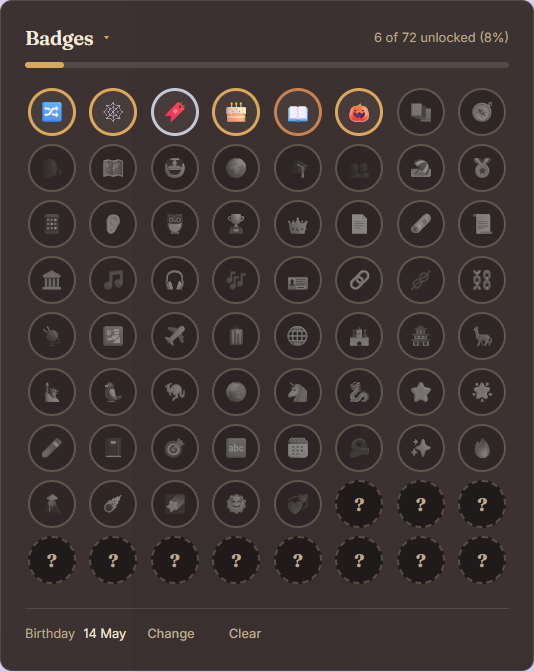 Badges 6 of 72 unlocked (8%)
abc
? ? ?
? ? ? ? ? ? ? ?
Birthday 14 May Change Clear